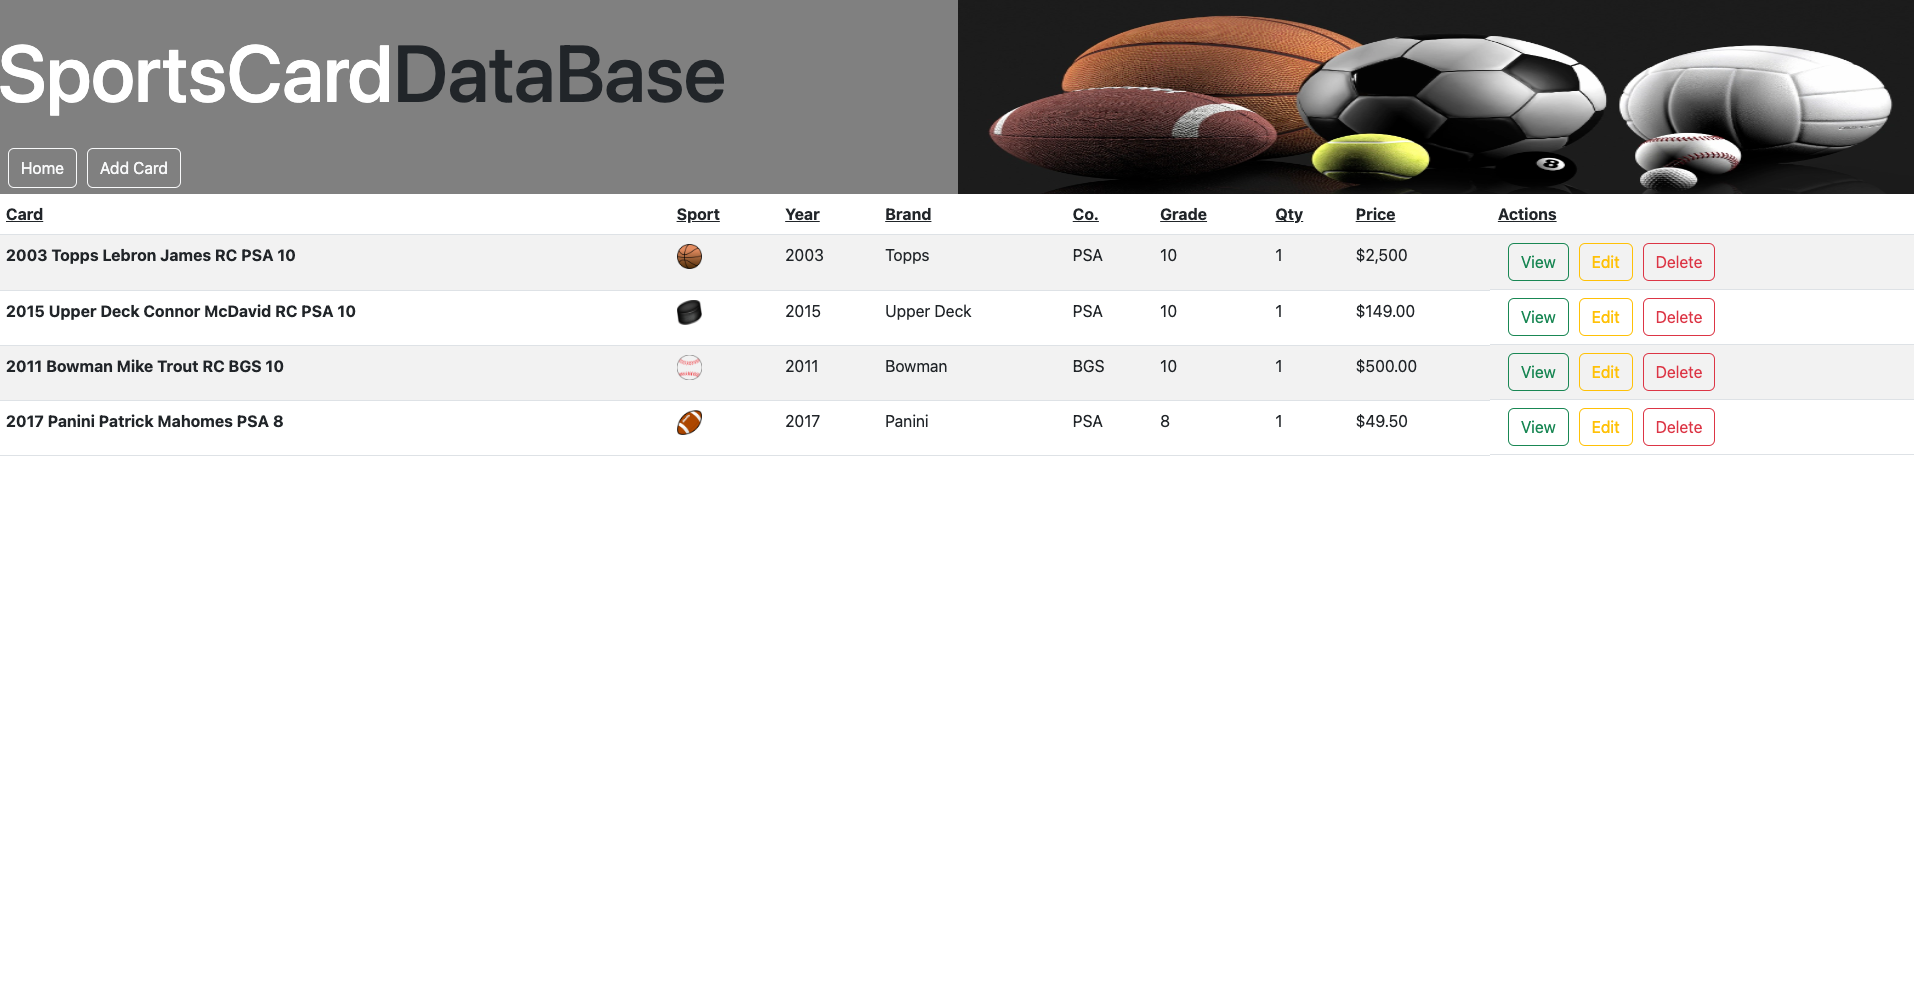 SportsCardDataBase
Home Add Card
8
Card Sport Year Brand Co. Grade Qty Price Actions
2003 Topps Lebron James RC PSA 10 2003 Topps PSA 10 1 $2,500 View Edit Delete
2015 Upper Deck Connor McDavid RC PSA 10 2015 Upper Deck PSA 10 1 $149.00 View Edit Delete
2011 Bowman Mike Trout RC BGS 10 2011 Bowman BGS 10 1 $500.00 View Edit Delete
2017 Panini Patrick Mahomes PSA 8 2017 Panini PSA 8 1 $49.50 View Edit Delete